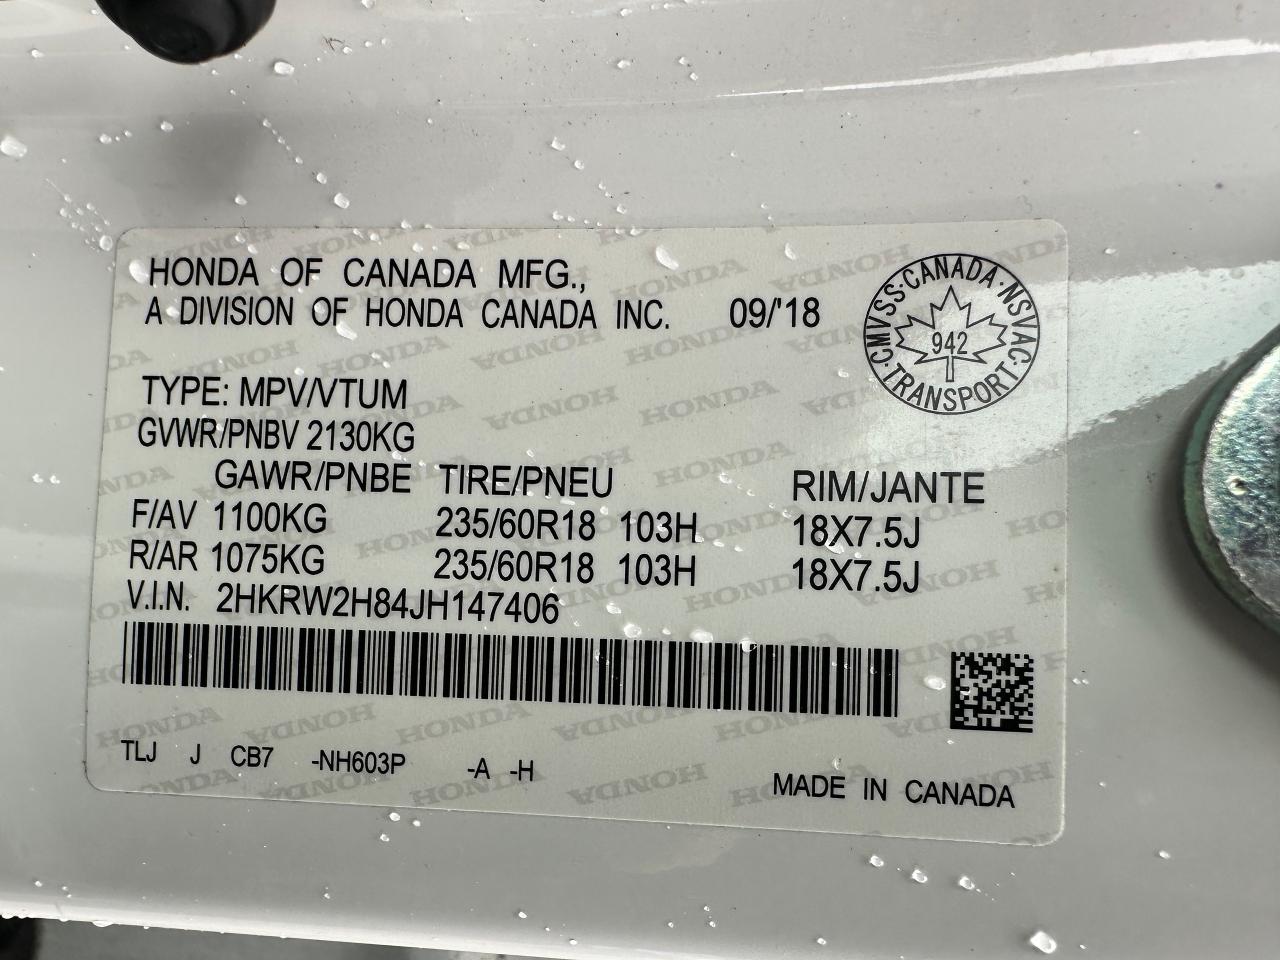 HONDA OF CANADA MFG.,
A DIVISION OF HONDA CANADA INC. 09/'18
CMVSS · CANADA · NSVAC · TRANSPORT ·
942
TYPE: MPV/VTUM
GVWR/PNBV 2130KG
GAWR/PNBE TIRE/PNEU RIM/JANTE
F/AV 1100KG 235/60R18 103H 18X7.5J
R/AR 1075KG 235/60R18 103H 18X7.5J
V.I.N. 2HKRW2H84JH147406
TLJ J CB7 -NH603P -A -H
MADE IN CANADA